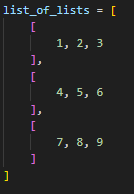 list_of_lists = [
    [
        1, 2, 3
    ],
    [
        4, 5, 6
    ],
    [
        7, 8, 9
    ]
]